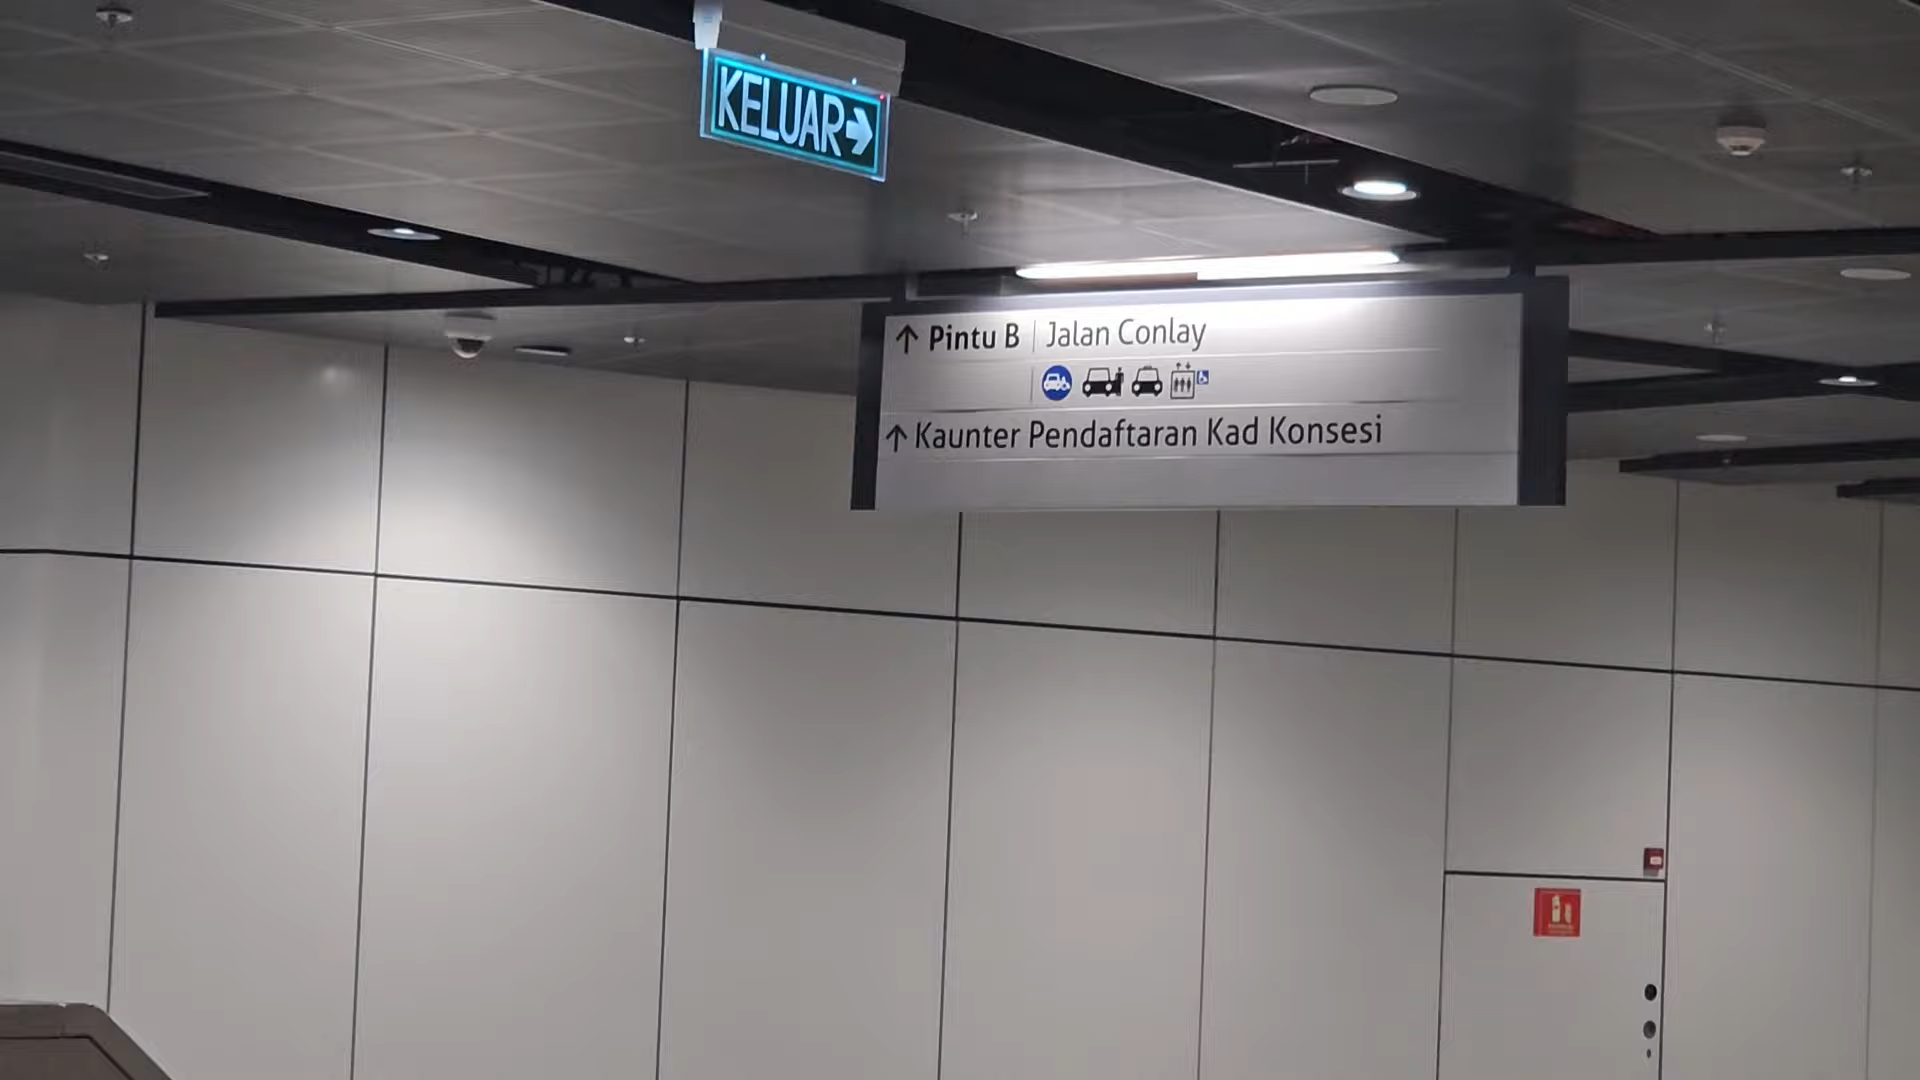 KELUAR
Pintu B | Jalan Conlay
Kaunter Pendaftaran Kad Konsesi